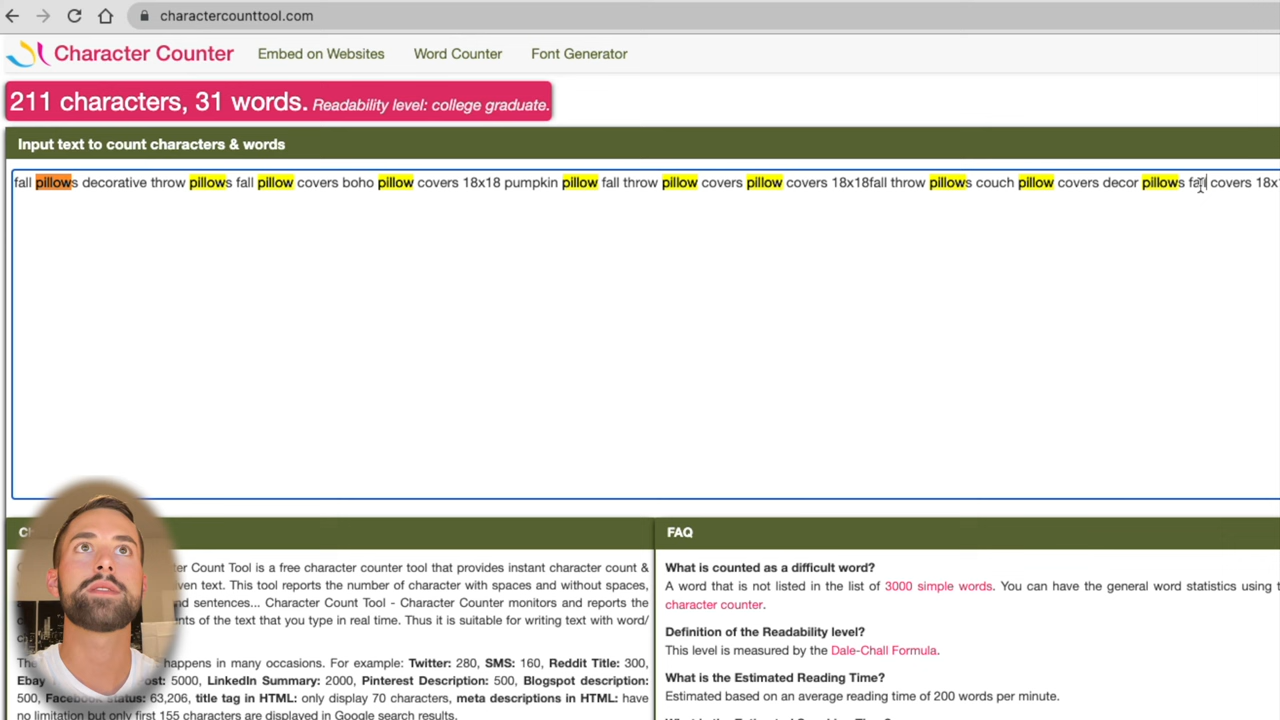 charactercounttool.com
Character Counter Embed on Websites Word Counter Font Generator
211 characters, 31 words. Readability level: college graduate.
Input text to count characters & words
fall pillows decorative throw pillows fall pillow covers boho pillow covers 18x18 pumpkin pillow fall throw pillow covers pillow covers 18x18fall throw pillows couch pillow covers decor pillows fall covers
FAQ
ter Count Tool is a free character counter tool that provides instant character count &
text. This tool reports the number of character with spaces and without spaces,
nd sentences... Character Count Tool - Character Counter monitors and reports the
of the text that you type in real time. Thus it is suitable for writing text with word/
happens in many occasions. For example: Twitter: 280, SMS: 160, Reddit Title: 300,
Ebay 5000, LinkedIn Summary: 2000, Pinterest Description: 500, Blogspot description:
500, Facebook status: 63,206, title tag in HTML: only display 70 characters, meta descriptions in HTML: have
no limitation but only first 155 characters are displayed in Google search results.
What is counted as a difficult word?
A word that is not listed in the list of 3000 simple words. You can have the general word statistics using
character counter.
Definition of the Readability level?
This level is measured by the Dale-Chall Formula.
What is the Estimated Reading Time?
Estimated based on an average reading time of 200 words per minute.